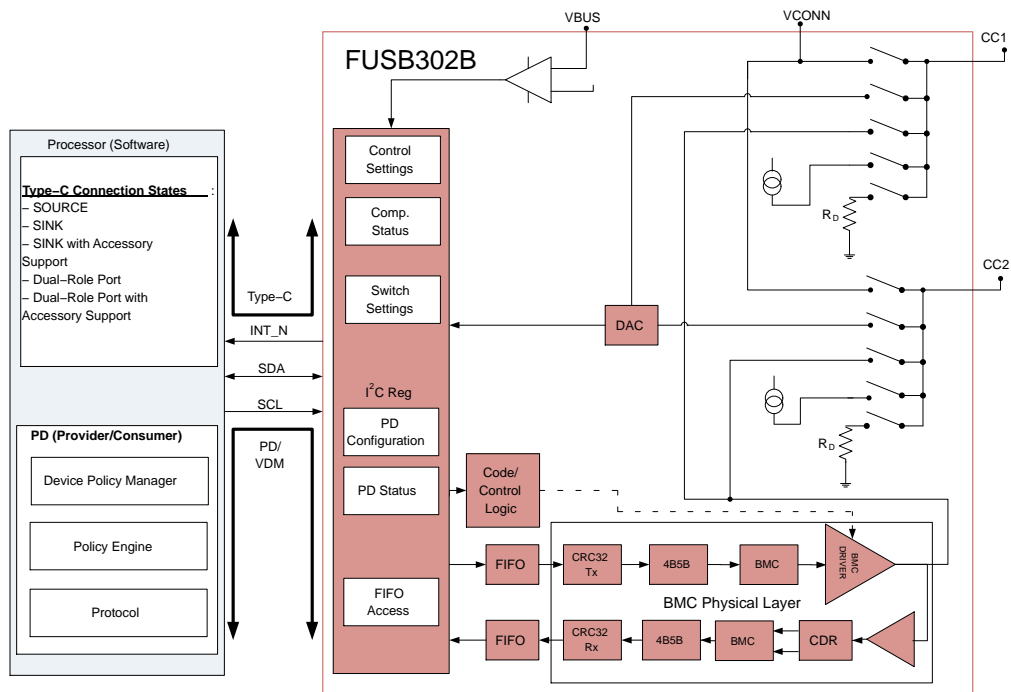 VBUS
VCONN
CC1
FUSB302B
Processor (Software)
Type−C Connection States :
− SOURCE
− SINK
− SINK with Accessory
Support
− Dual−Role Port
− Dual−Role Port with
Accessory Support
Type−C
INT_N
SDA
SCL
PD (Provider/Consumer)
Device Policy Manager
Policy Engine
Protocol
PD/
VDM
Control
Settings
Comp.
Status
Switch
Settings
I2C Reg
PD
Configuration
PD Status
FIFO
Access
RD
CC2
DAC
RD
Code/
Control
Logic
FIFO
CRC32
Tx
4B5B
BMC
BMC
DRIVER
BMC Physical Layer
FIFO
CRC32
Rx
4B5B
BMC
CDR